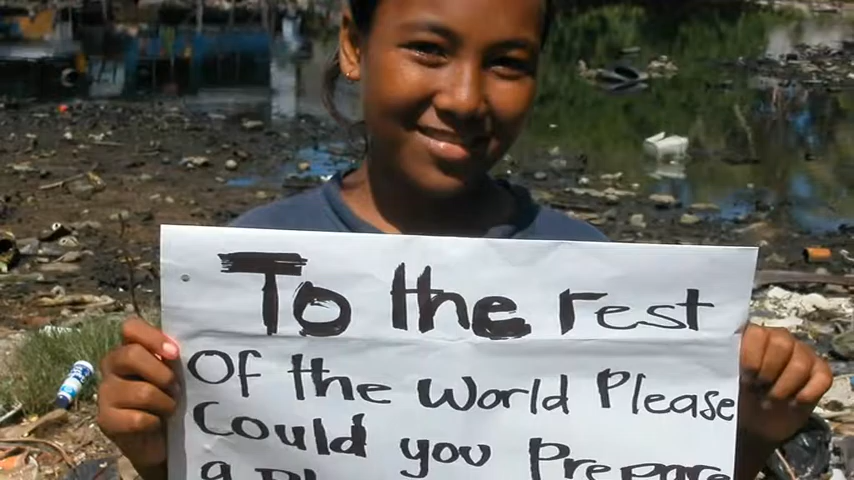 To the rest
Of the World Please
Could you Prepare
a